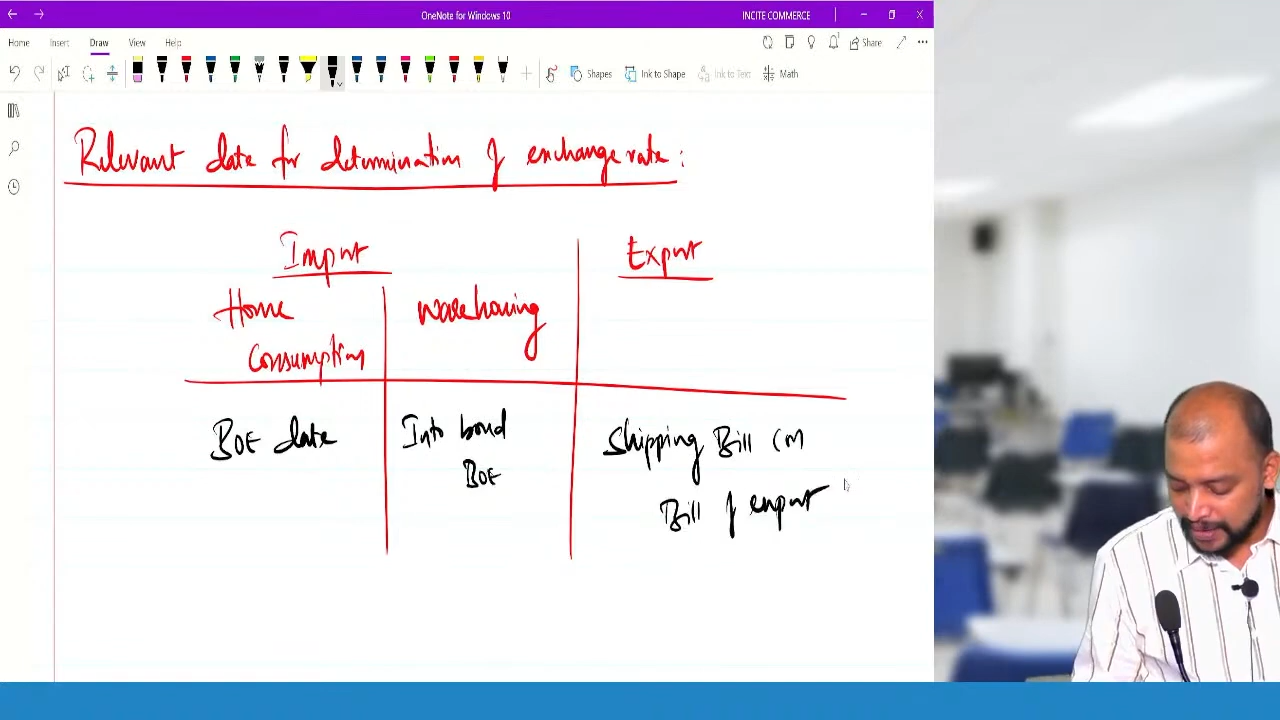 OneNote for Windows 10
INCITE COMMERCE
Home Insert Draw View Help
Share
Shapes Ink to Shape Ink to Text Math
Relevant date for determination of exchange rate:
Import Export
Home Warehousing
Consumption
BOE date Into bond Shipping Bill (or)
BOE Bill of export